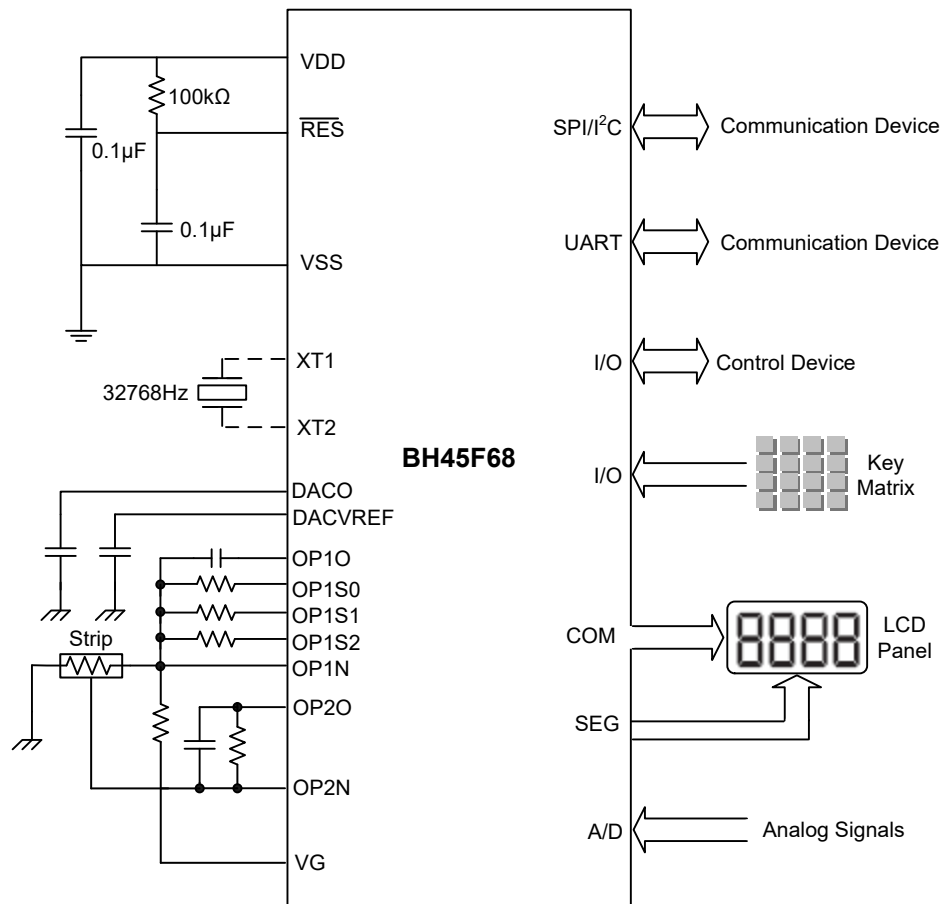 VDD
100kΩ
RES
0.1µF
0.1µF
VSS
XT1
32768Hz
XT2
DACO
DACVREF
OP1O
OP1S0
OP1S1
OP1S2
Strip
OP1N
OP2O
OP2N
VG
BH45F68
SPI/I²C
Communication Device
UART
Communication Device
I/O
Control Device
I/O
Key
Matrix
COM
8888
LCD
Panel
SEG
A/D
Analog Signals